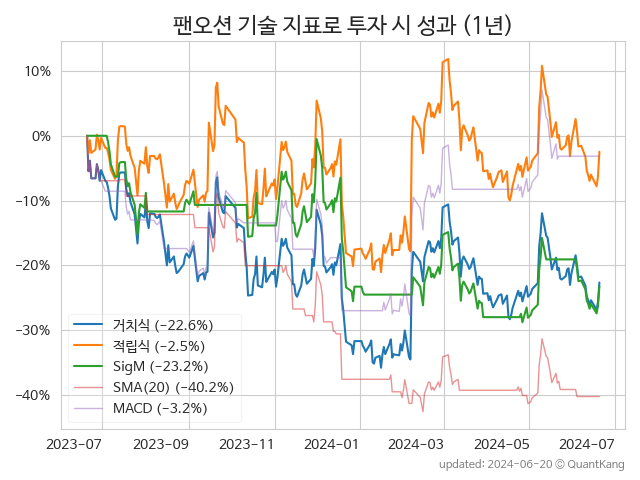 팬오션 기술 지표로 투자 시 성과 (1년)
10%
0%
−10%
−20%
−30%
−40%
거치식 (−22.6%)
적립식 (−2.5%)
SigM (−23.2%)
SMA(20) (−40.2%)
MACD (−3.2%)
2023-07 2023-09 2023-11 2024-01 2024-03 2024-05 2024-07
updated: 2024-06-20 © QuantKang